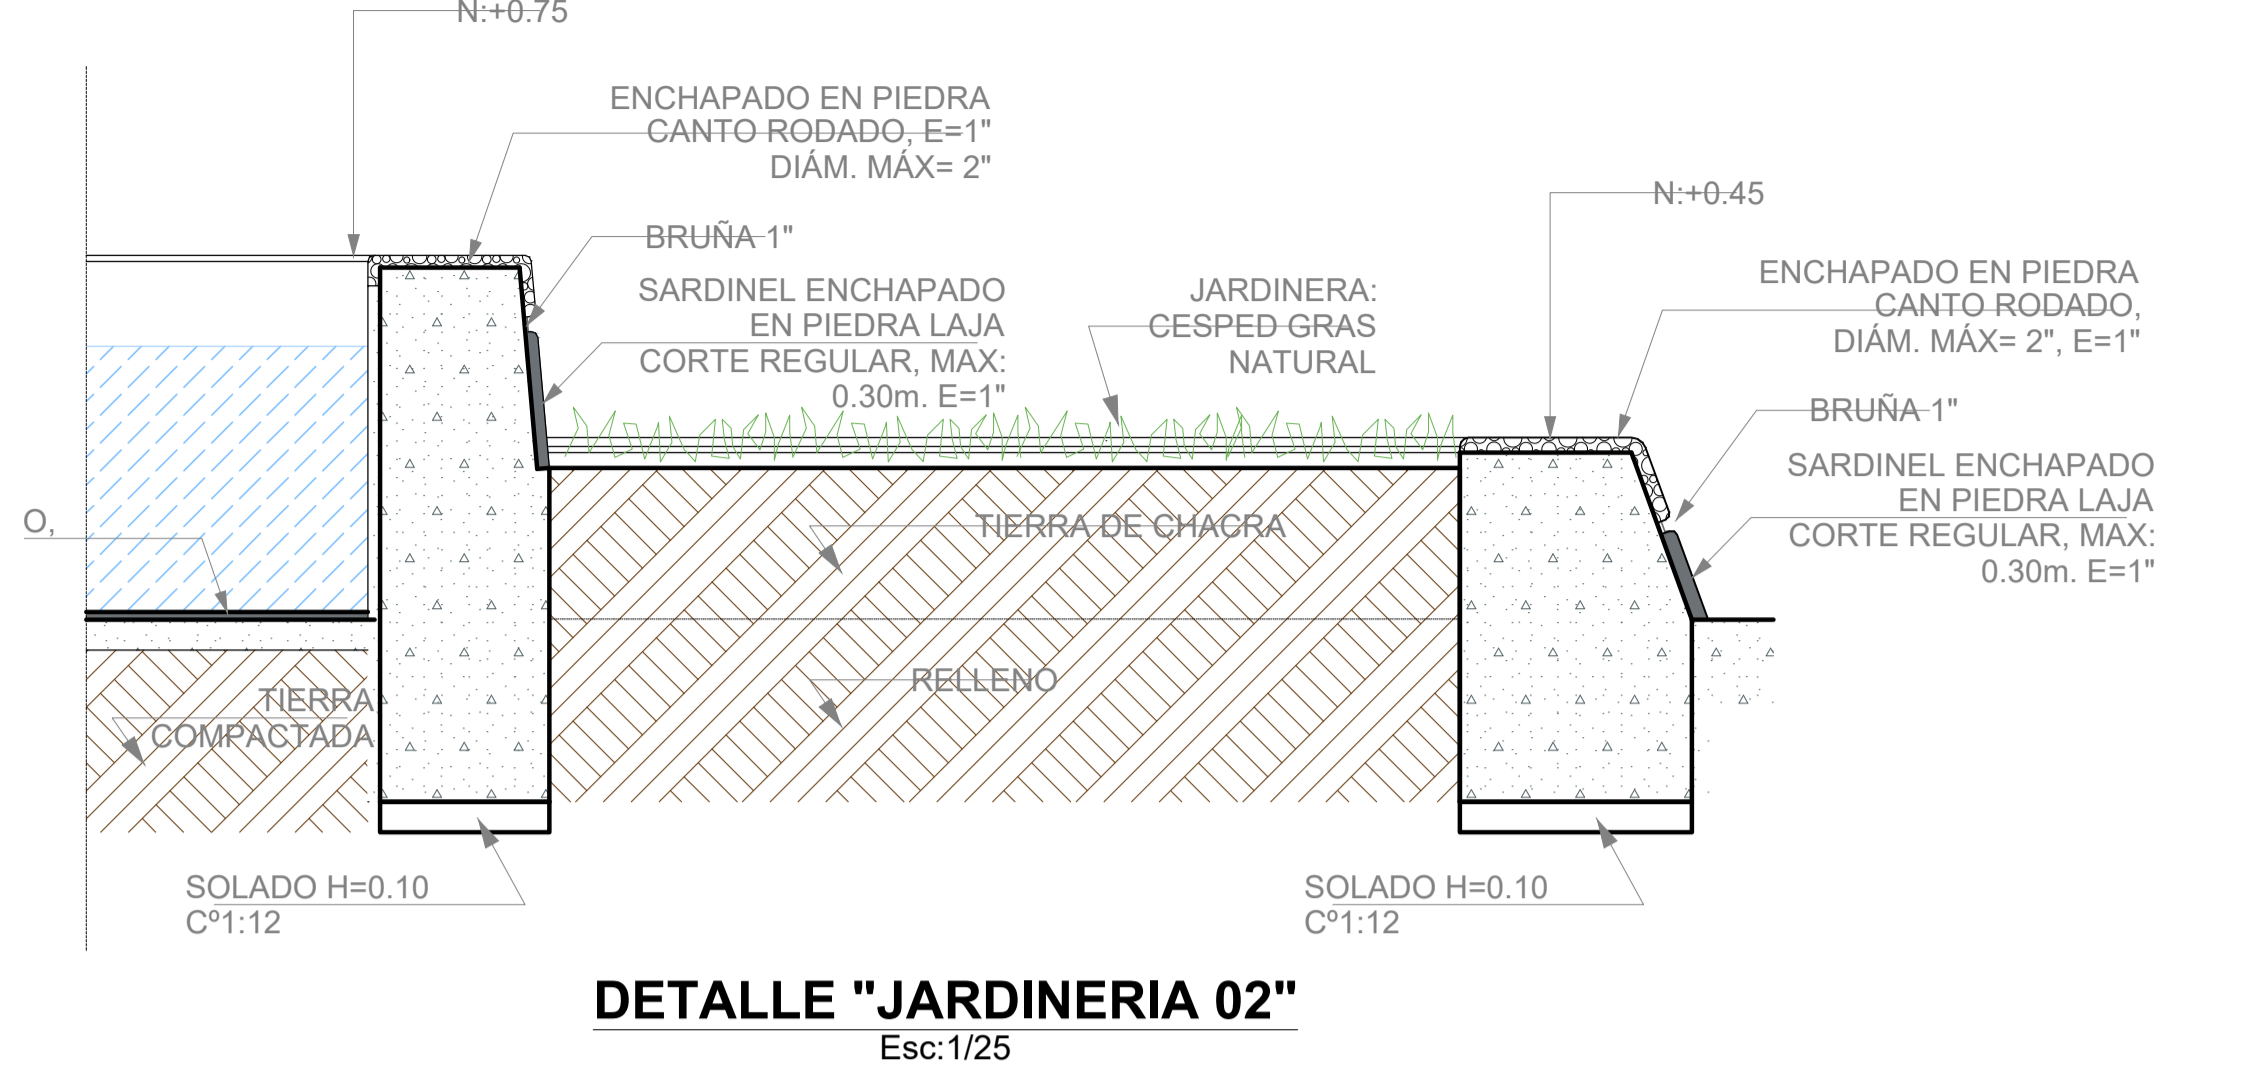 N:+0.75
ENCHAPADO EN PIEDRA
CANTO RODADO, E=1"
DIÁM. MÁX= 2"
BRUÑA 1"
SARDINEL ENCHAPADO
EN PIEDRA LAJA
CORTE REGULAR, MAX:
0.30m. E=1"
JARDINERA:
CESPED GRAS
NATURAL
N:+0.45
ENCHAPADO EN PIEDRA
CANTO RODADO,
DIÁM. MÁX= 2", E=1"
BRUÑA 1"
SARDINEL ENCHAPADO
EN PIEDRA LAJA
CORTE REGULAR, MAX:
0.30m. E=1"
O,
TIERRA DE CHACRA
RELLENO
TIERRA
COMPACTADA
SOLADO H=0.10
Cº1:12
SOLADO H=0.10
Cº1:12
DETALLE "JARDINERIA 02"
Esc:1/25